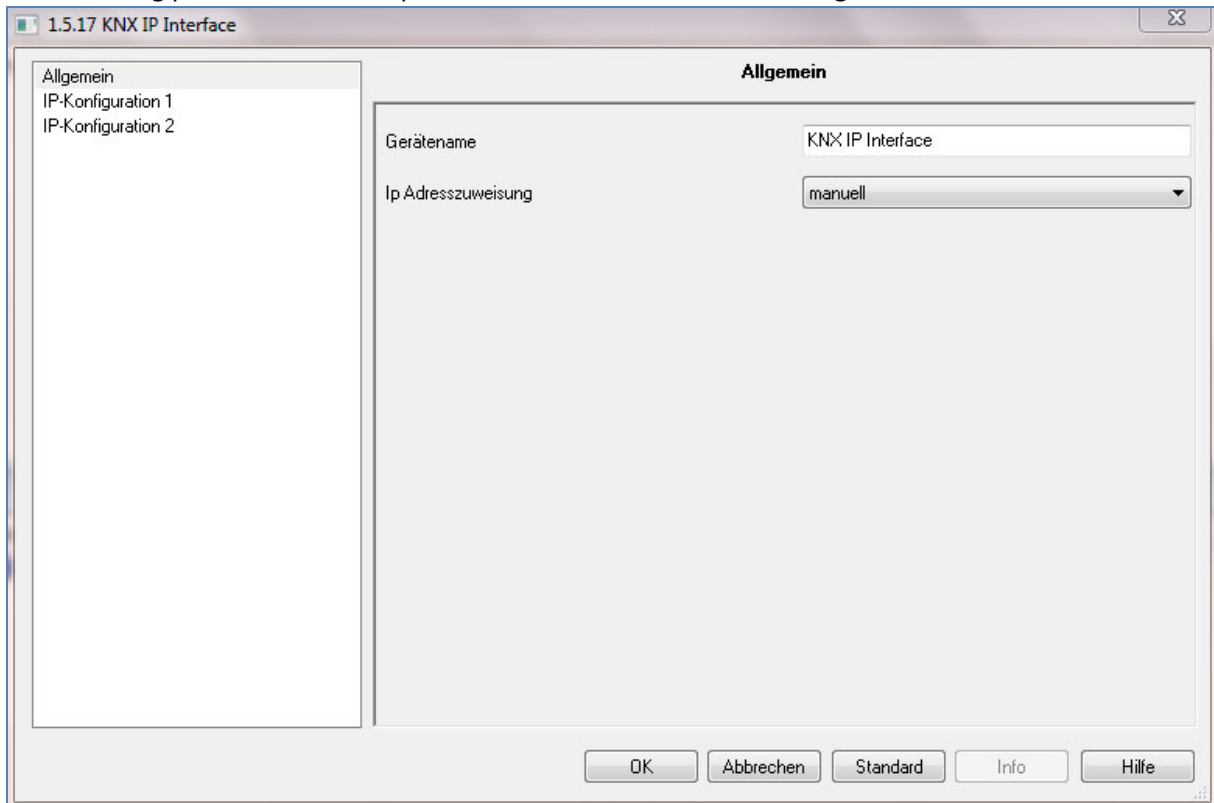 1.5.17 KNX IP Interface
Allgemein
IP-Konfiguration 1
IP-Konfiguration 2
Allgemein
Gerätename
KNX IP Interface
Ip Adresszuweisung
manuell
OK
Abbrechen
Standard
Info
Hilfe